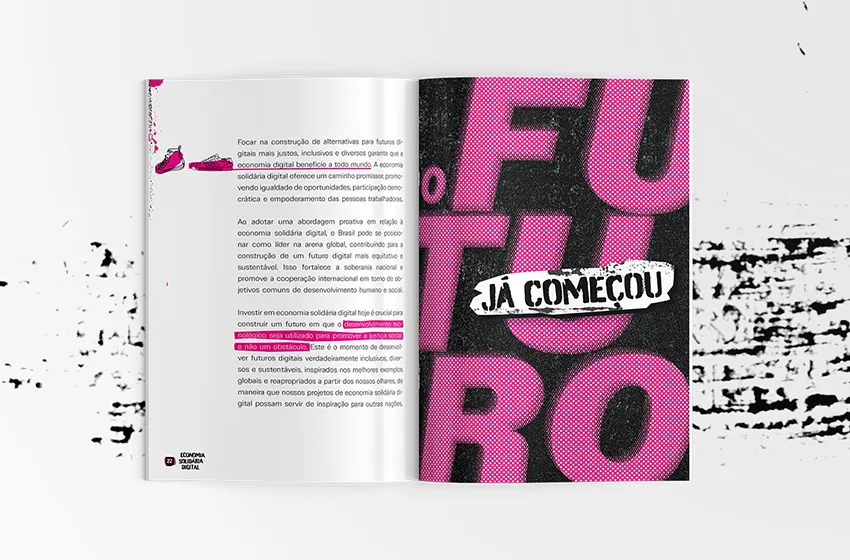 Focar na construção de alternativas para futuros di-
gitais mais justos, inclusivos e diversos garante que a
economia digital beneficie a todo mundo. A economia
solidária digital oferece um caminho promissor, promo-
vendo igualdade de oportunidades, participação demo-
crática e empoderamento das pessoas trabalhadoras.
Ao adotar uma abordagem proativa em relação à
economia solidária digital, o Brasil pode se posicio-
nar como líder na arena global, contribuindo para a
construção de um futuro digital mais equitativo e
sustentável. Isso fortalece a soberania nacional e
promove a cooperação internacional em torno de ob-
jetivos comuns de desenvolvimento humano e social.
Investir em economia solidária digital hoje é crucial para
construir um futuro em que o desenvolvimento tec-
nológico seja utilizado para promover a justiça social
e não um obstáculo. Este é o momento de desenvol-
ver futuros digitais verdadeiramente inclusivos, diver-
sos e sustentáveis, inspirados nos melhores exemplos
globais e reapropriados a partir dos nossos olhares, de
maneira que nossos projetos de economia solidária di-
gital possam servir de inspiração para outras nações.
22
ECONOMIA
SOLIDÁRIA
DIGITAL
O.FU
TU
JÁ COMEÇOU
RO